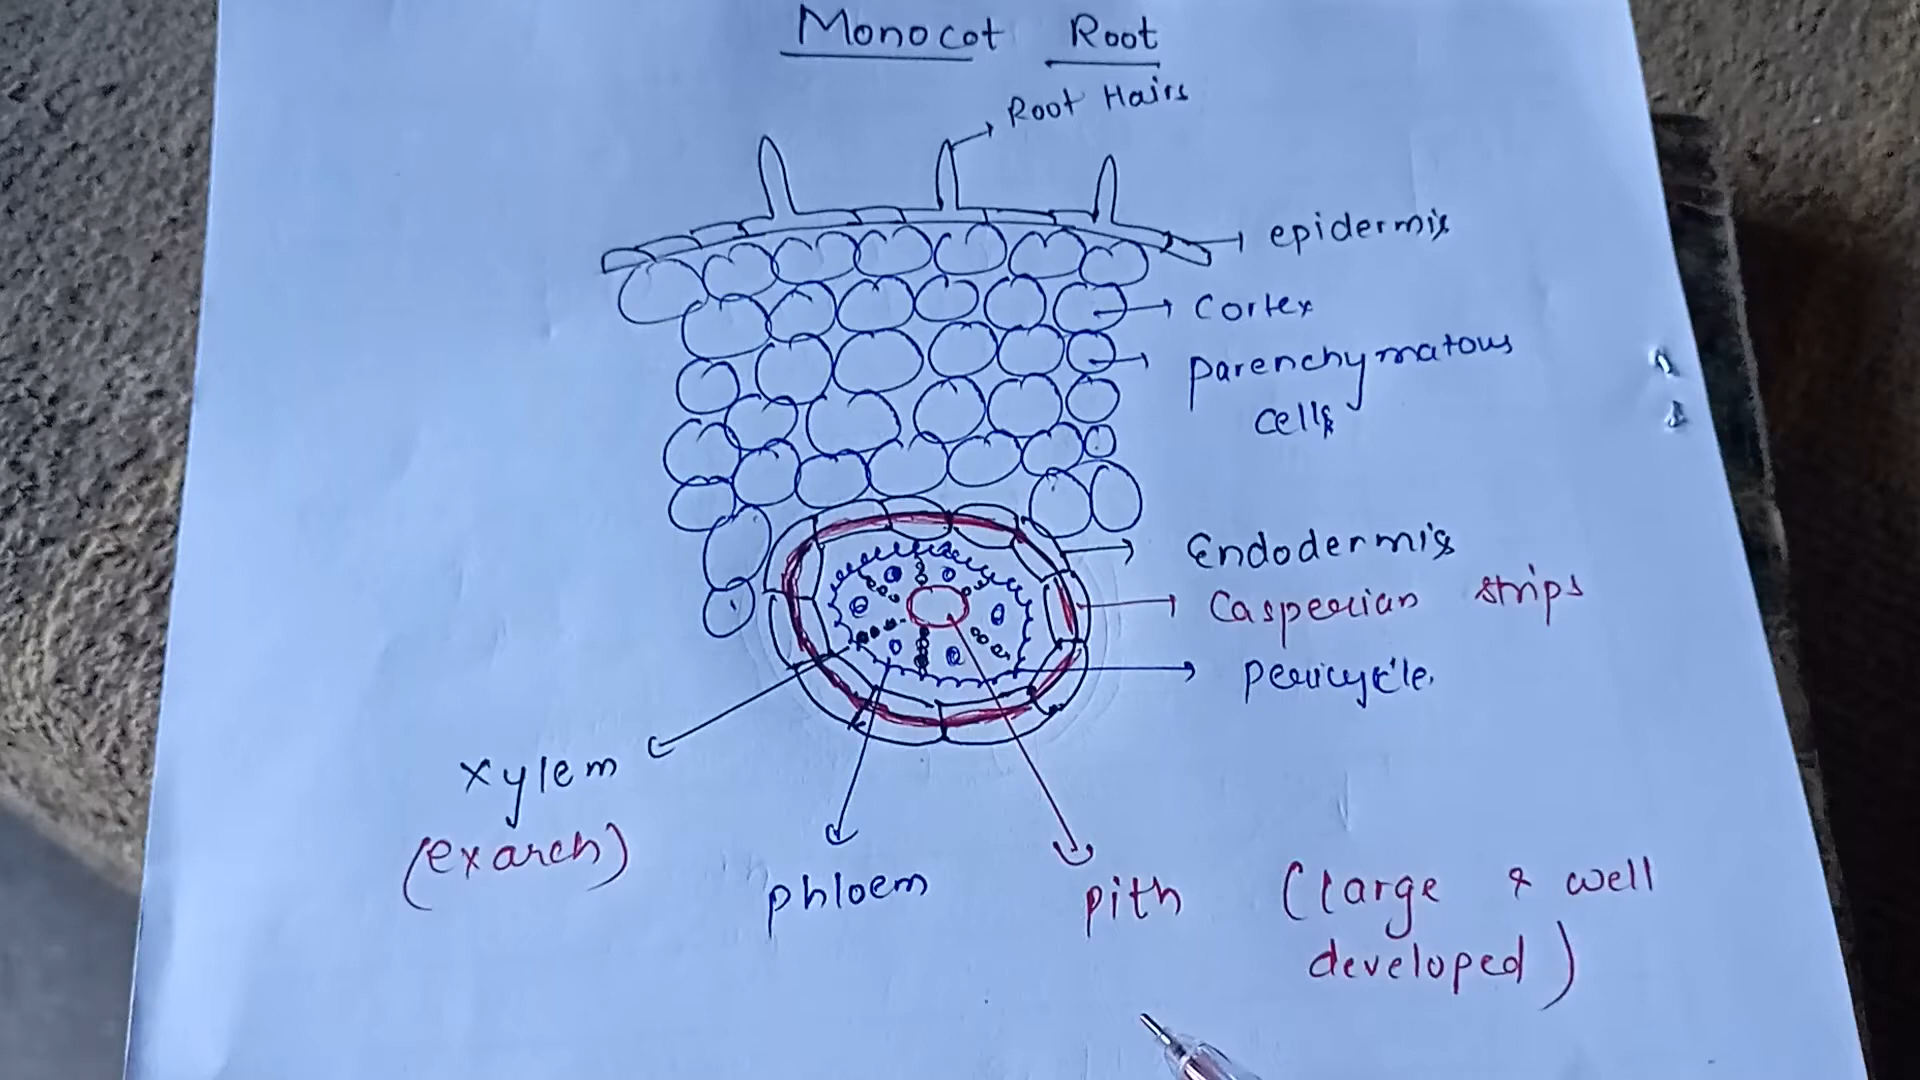 Monocot Root
Root Hairs
epidermis
Cortex
parenchymatous
cells
Endodermis
Casperian strips
pericycle.
xylem
(exarch)
phloem
pith (large & well
developed)